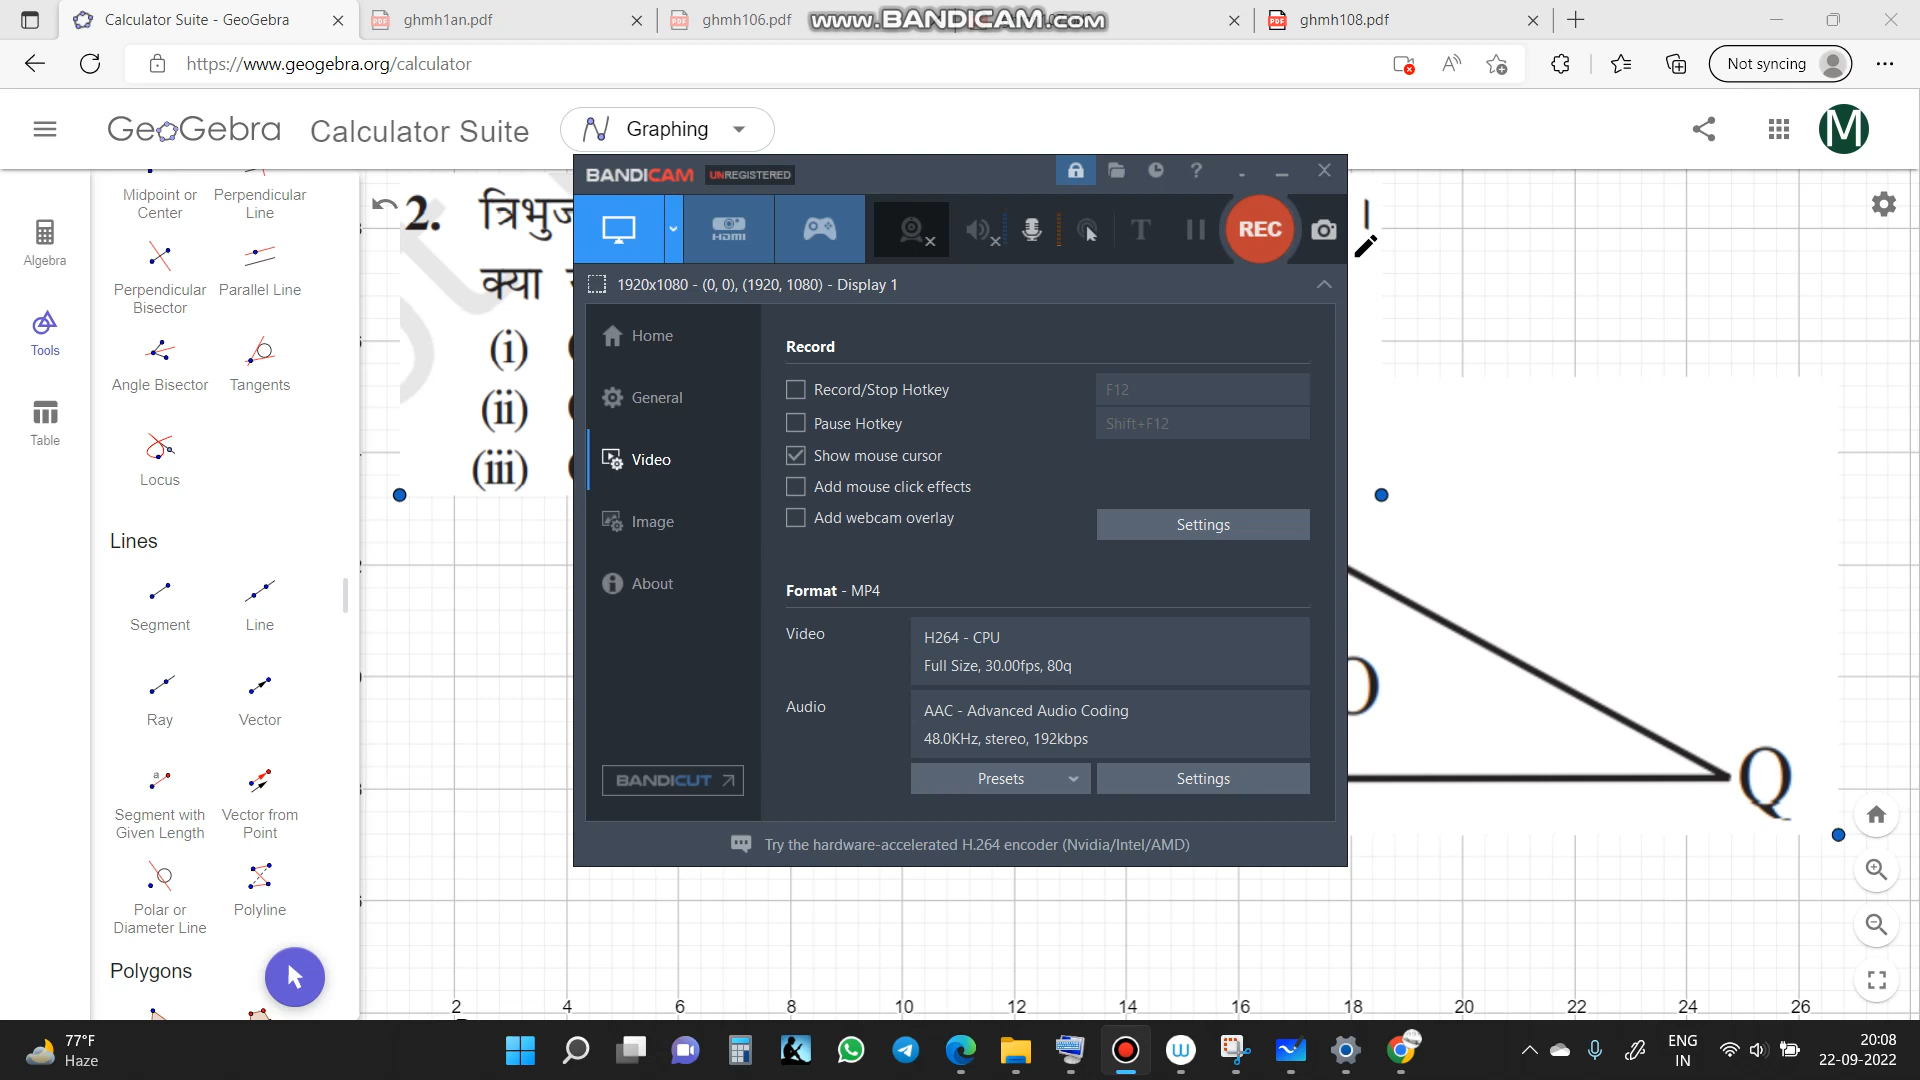 Calculator Suite - GeoGebra
ghmh1an.pdf
ghmh106.pdf
www.BANDICAM.com
ghmh108.pdf
https://www.geogebra.org/calculator
Not syncing
GeoGebra
Calculator Suite
Graphing
M
BANDICAM
UNREGISTERED
HDMI
T
REC
1920x1080 - (0, 0), (1920, 1080) - Display 1
Home
General
Video
Image
About
BANDICUT
Record
Record/Stop Hotkey
F12
Pause Hotkey
Shift+F12
Show mouse cursor
Add mouse click effects
Add webcam overlay
Settings
Format - MP4
Video
H264 - CPU
Full Size, 30.00fps, 80q
Audio
AAC - Advanced Audio Coding
48.0KHz, stereo, 192kbps
Presets
Settings
Try the hardware-accelerated H.264 encoder (Nvidia/Intel/AMD)
Algebra
Tools
Table
Midpoint or Center
Perpendicular Line
Perpendicular Bisector
Parallel Line
Angle Bisector
Tangents
Locus
Lines
Segment
Line
Ray
Vector
Segment with Given Length
Vector from Point
Polar or Diameter Line
Polyline
Polygons
2.
क्या
(i)
(ii)
(iii)
Q
2 4 6 8 10 12 14 16 18 20 22 24 26
77°F
Haze
ENG
IN
20:08
22-09-2022